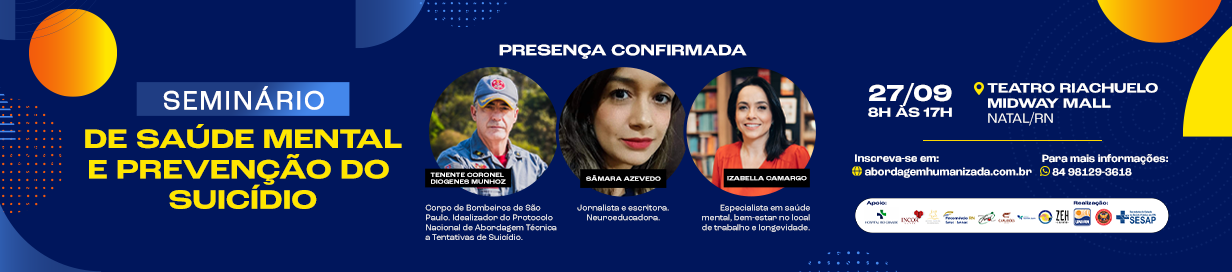 SEMINÁRIO
DE SAÚDE MENTAL
E PREVENÇÃO DO
SUICÍDIO
PRESENÇA CONFIRMADA
TENENTE CORONEL
DIOGENES MUNHOZ
Corpo de Bombeiros de São
Paulo. Idealizador do Protocolo
Nacional de Abordagem Técnica
a Tentativas de Suicídio.
SÂMARA AZEVEDO
Jornalista e escritora.
Neuroeducadora.
IZABELLA CAMARGO
Especialista em saúde
mental, bem-estar no local
de trabalho e longevidade.
27/09
8H ÀS 17H
TEATRO RIACHUELO
MIDWAY MALL
NATAL/RN
Inscreva-se em:
abordagemhumanizada.com.br
Para mais informações:
84 98129-3618
Apoio:
INCOR
ZEH
Realização:
SESAP